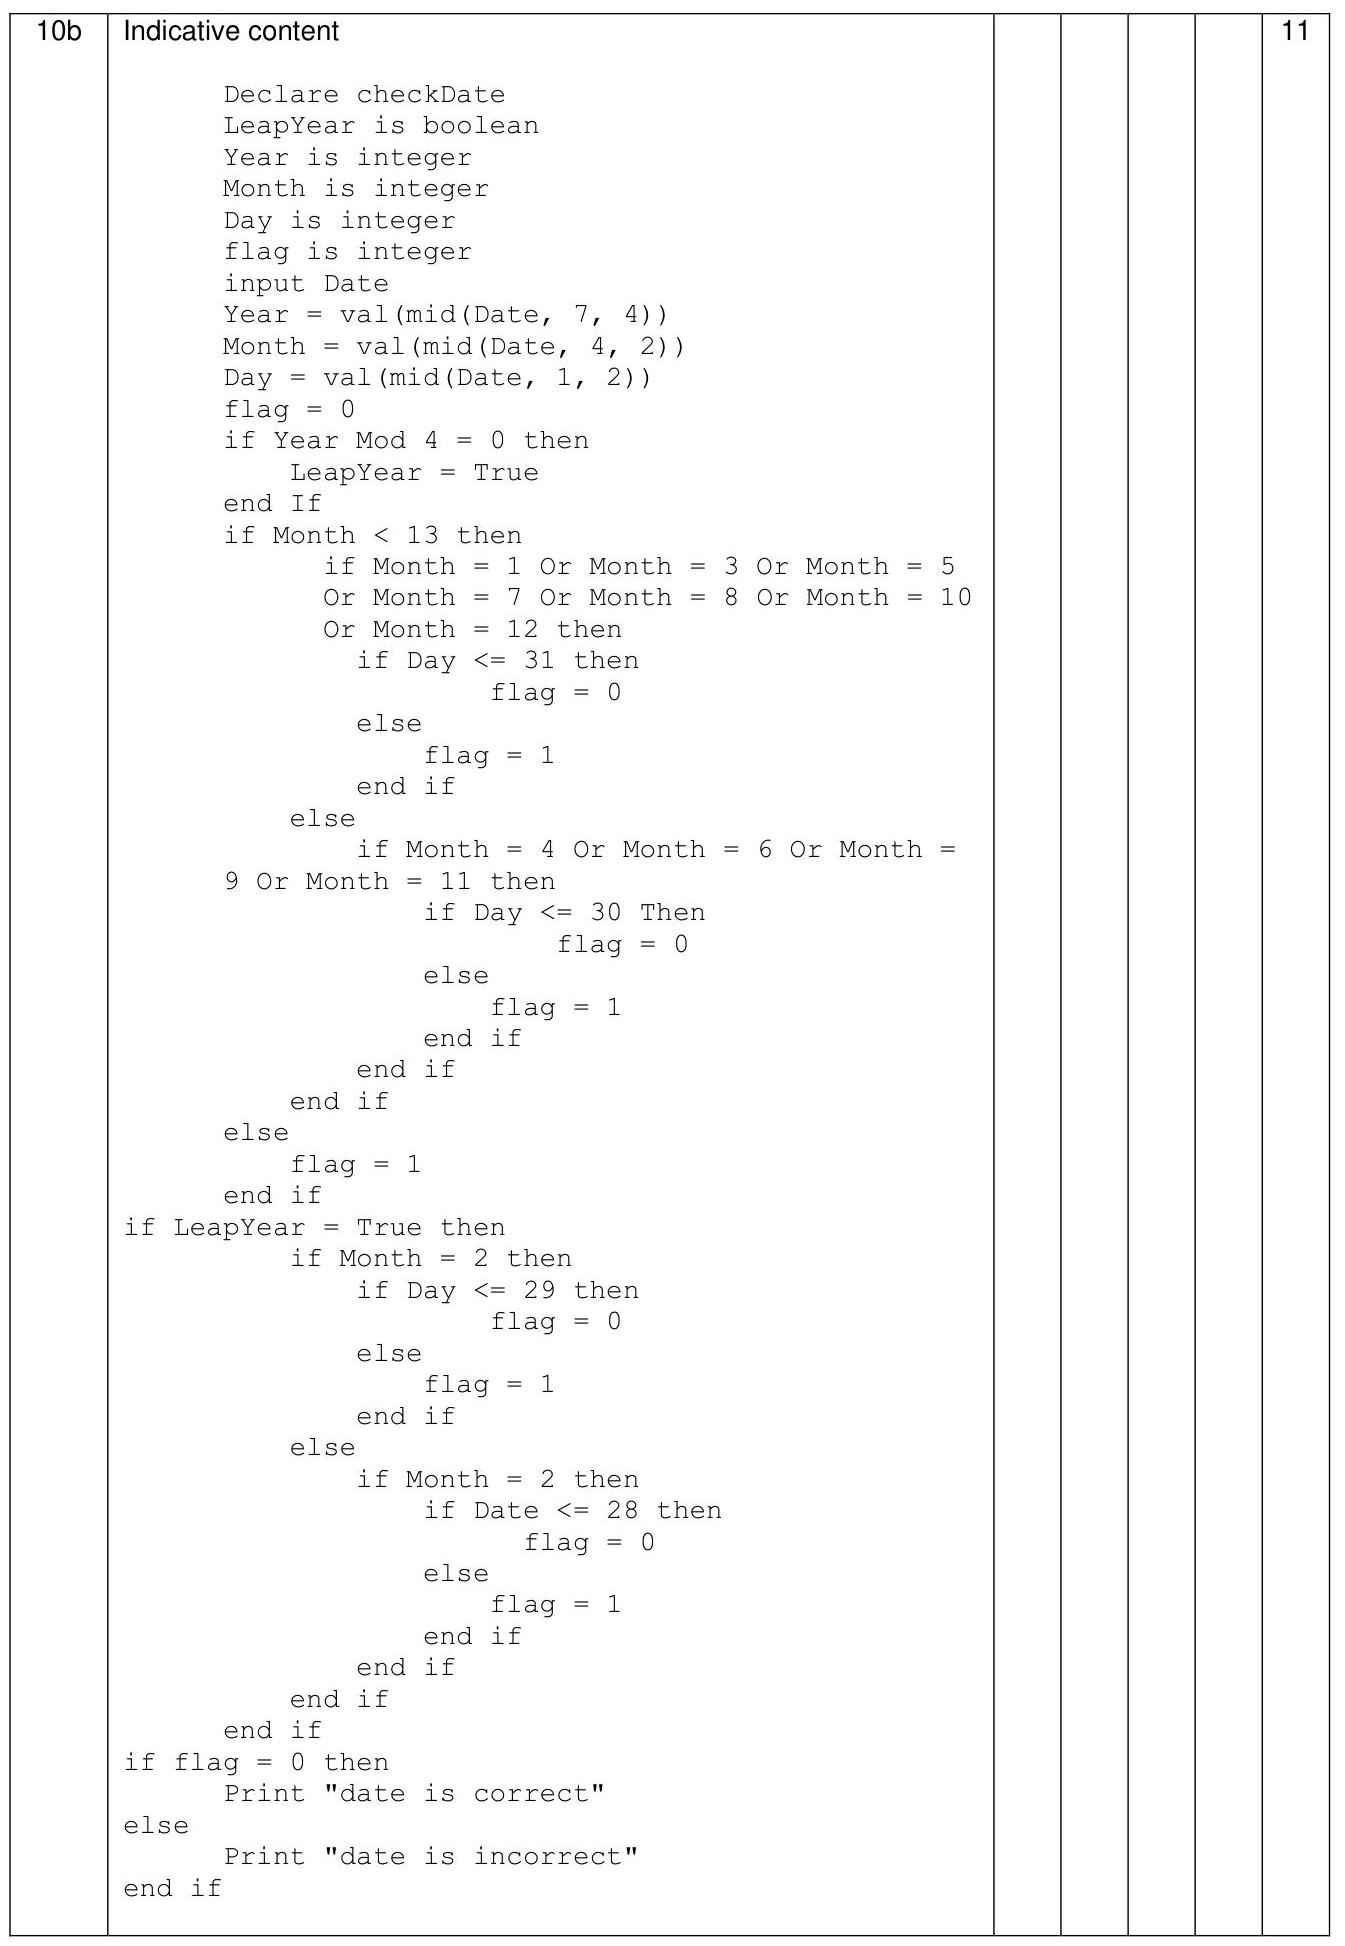 10b Indicative content 11
Declare checkDate
LeapYear is boolean
Year is integer
Month is integer
Day is integer
flag is integer
input Date
Year = val(mid(Date, 7, 4))
Month = val(mid(Date, 4, 2))
Day = val(mid(Date, 1, 2))
flag = 0
if Year Mod 4 = 0 then
LeapYear = True
end If
if Month < 13 then
if Month = 1 Or Month = 3 Or Month = 5
Or Month = 7 Or Month = 8 Or Month = 10
Or Month = 12 then
if Day <= 31 then
flag = 0
else
flag = 1
end if
else
if Month = 4 Or Month = 6 Or Month =
9 Or Month = 11 then
if Day <= 30 Then
flag = 0
else
flag = 1
end if
end if
end if
else
flag = 1
end if
if LeapYear = True then
if Month = 2 then
if Day <= 29 then
flag = 0
else
flag = 1
end if
else
if Month = 2 then
if Date <= 28 then
flag = 0
else
flag = 1
end if
end if
end if
end if
if flag = 0 then
Print "date is correct"
else
Print "date is incorrect"
end if